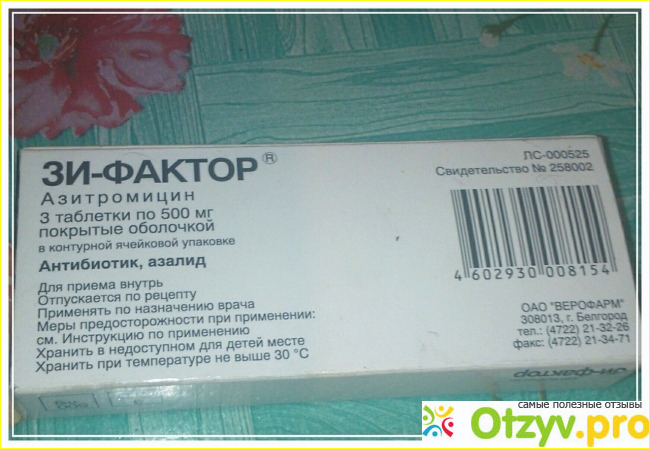 ЗИ-ФАКТОР®
Азитромицин
3 таблетки по 500 мг
покрытые оболочкой
в контурной ячейковой упаковке
Антибиотик, азалид
Для приема внутрь
Отпускается по рецепту
Применять по назначению врача
Меры предосторожности при применении:
см. Инструкцию по применению
Хранить в недоступном для детей месте
Хранить при температуре не выше 30 °С
ЛС-000525
Свидетельство № 258002
4 602930 008154
ОАО "ВЕРОФАРМ"
308013, г. Белгород
тел.: (4722) 21-32-26
факс: (4722) 21-34-71
зи-фактор
самые полезные отзывы
Otzyv.pro